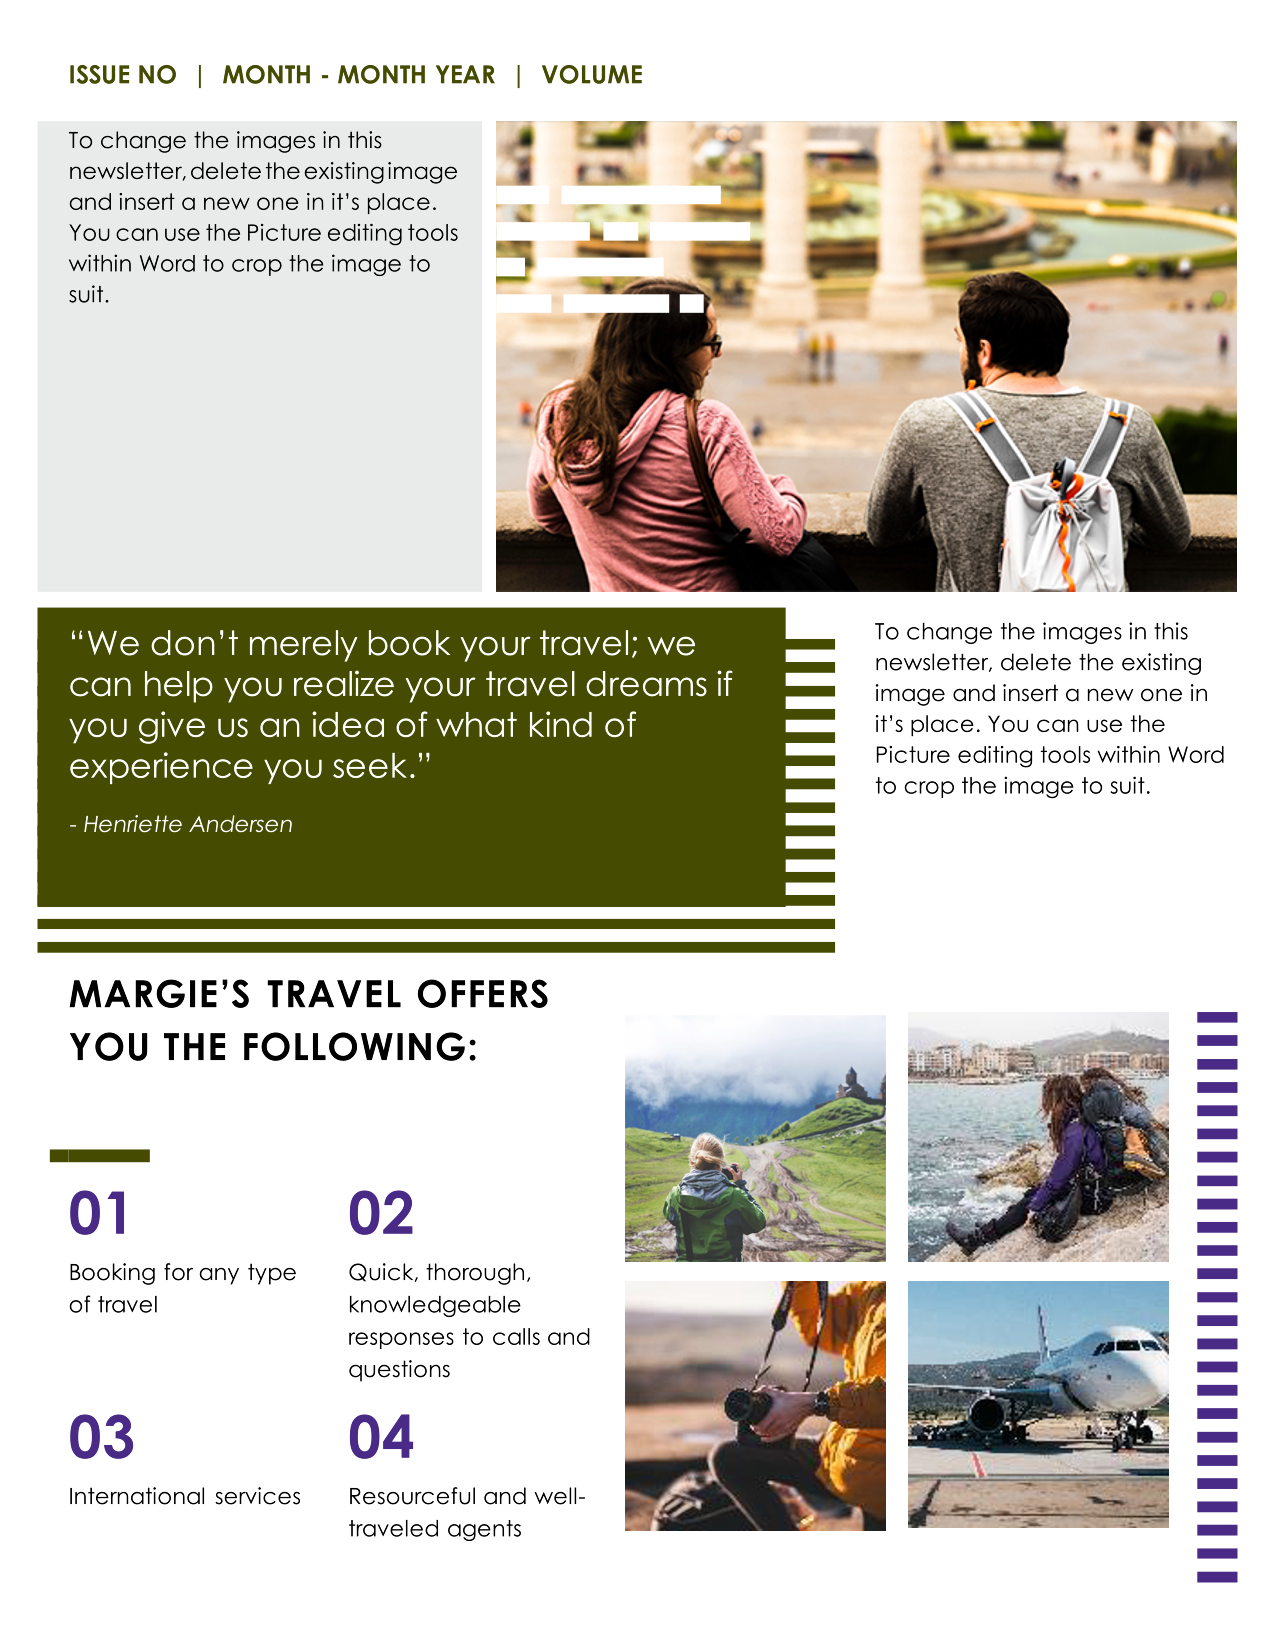 ISSUE NO | MONTH - MONTH YEAR | VOLUME
To change the images in this
newsletter, delete the existing image
and insert a new one in it’s place.
You can use the Picture editing tools
within Word to crop the image to
suit.
“We don’t merely book your travel; we
can help you realize your travel dreams if
you give us an idea of what kind of
experience you seek.”
- Henriette Andersen
To change the images in this
newsletter, delete the existing
image and insert a new one in
it’s place. You can use the
Picture editing tools within Word
to crop the image to suit.
MARGIE’S TRAVEL OFFERS
YOU THE FOLLOWING:
01
Booking for any type
of travel
02
Quick, thorough,
knowledgeable
responses to calls and
questions
03
International services
04
Resourceful and well-
traveled agents